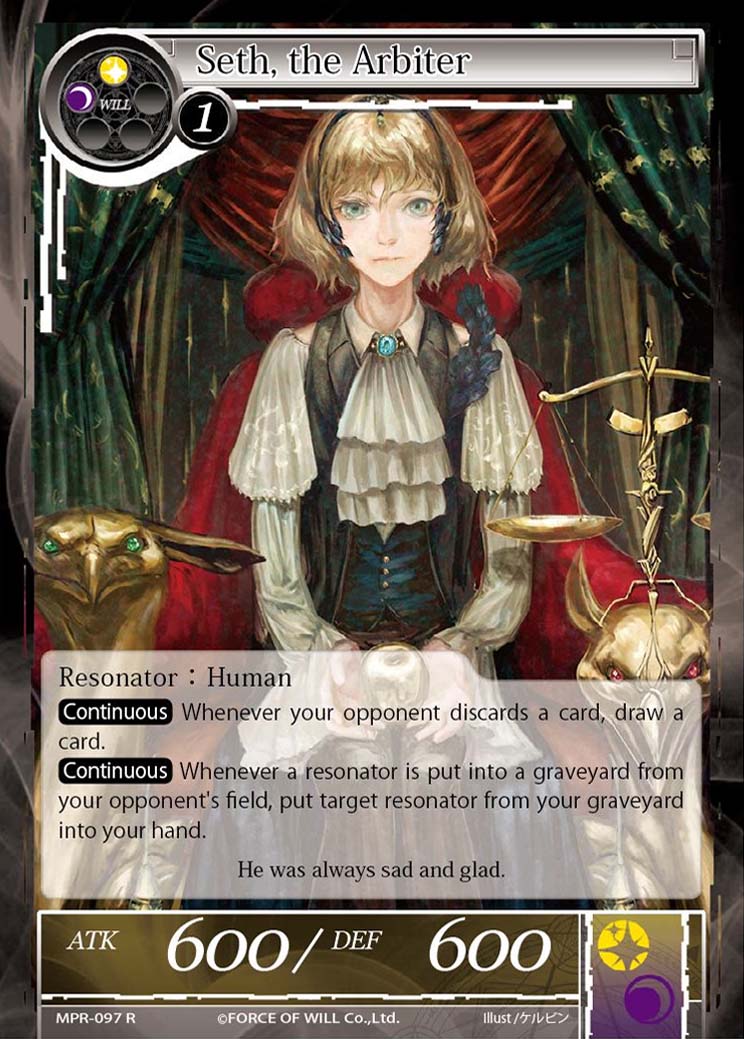 Seth, the Arbiter
WILL
1
Resonator : Human
Continuous Whenever your opponent discards a card, draw a
card.
Continuous Whenever a resonator is put into a graveyard from
your opponent's field, put target resonator from your graveyard
into your hand.
He was always sad and glad.
ATK 600 / DEF 600
MPR-097 R ©FORCE OF WILL Co.,Ltd. Illust/ケルビン